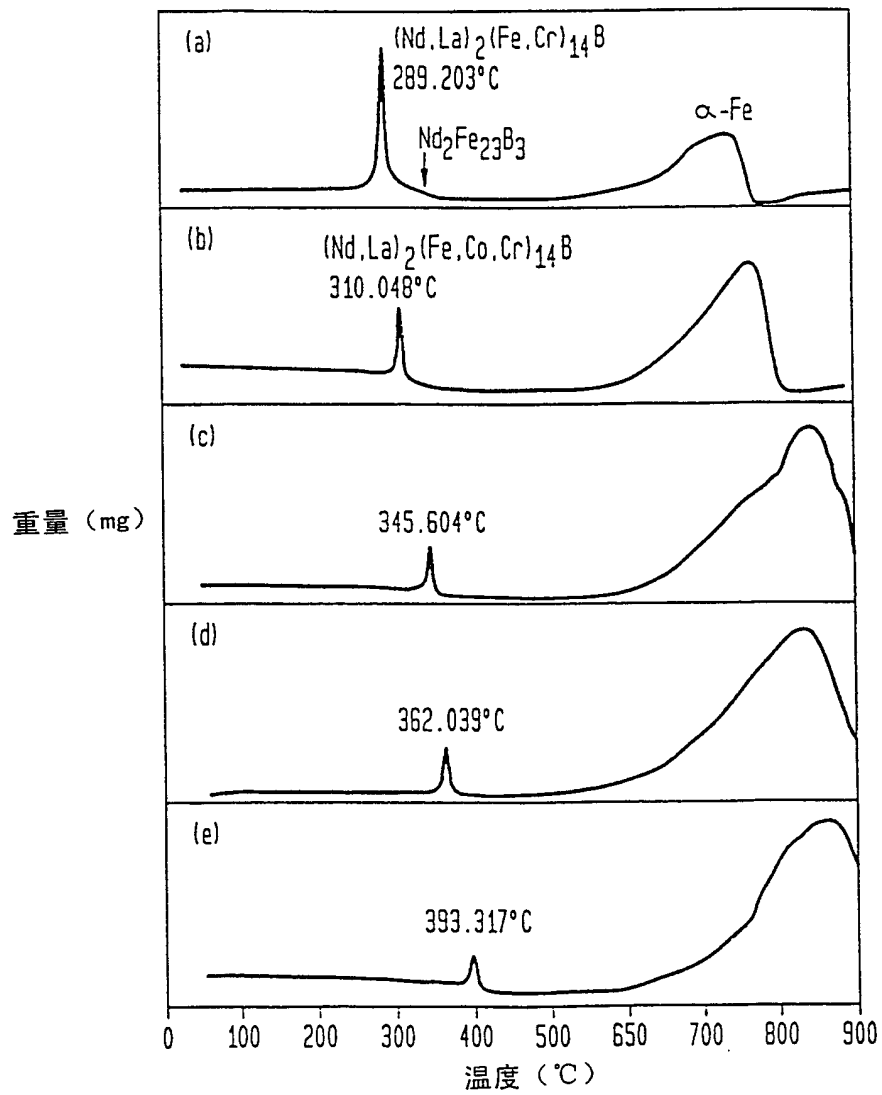 (a)
(Nd,La)2(Fe,Cr)14B
289.203°C
Nd2Fe23B3
α-Fe
(b)
(Nd,La)2(Fe,Co,Cr)14B
310.048°C
(c)
345.604°C
重量（mg）
(d)
362.039°C
(e)
393.317°C
0 100 200 300 400 500 650 700 800 900
温度（℃）